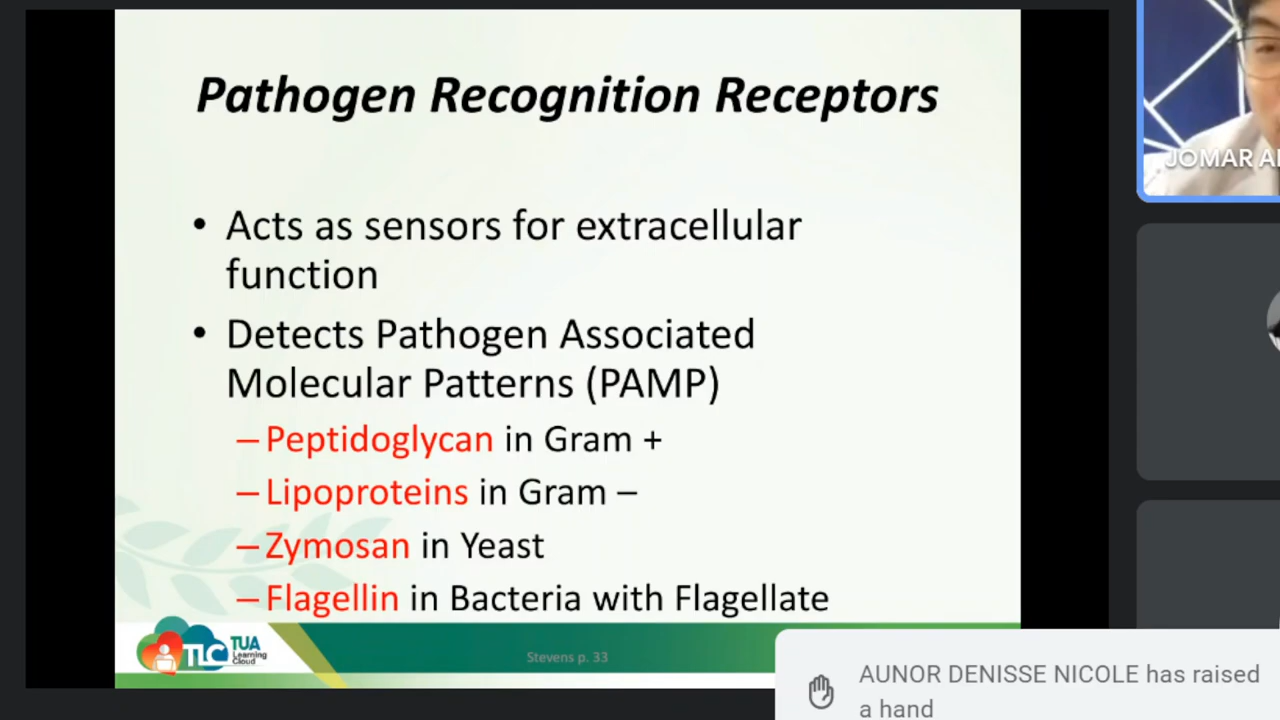 Pathogen Recognition Receptors
• Acts as sensors for extracellular
function
• Detects Pathogen Associated
Molecular Patterns (PAMP)
– Peptidoglycan in Gram +
– Lipoproteins in Gram –
– Zymosan in Yeast
– Flagellin in Bacteria with Flagellate
TLC TUA
Learning
Cloud
Stevens p. 33
JOMAR
AUNOR DENISSE NICOLE has raised
a hand